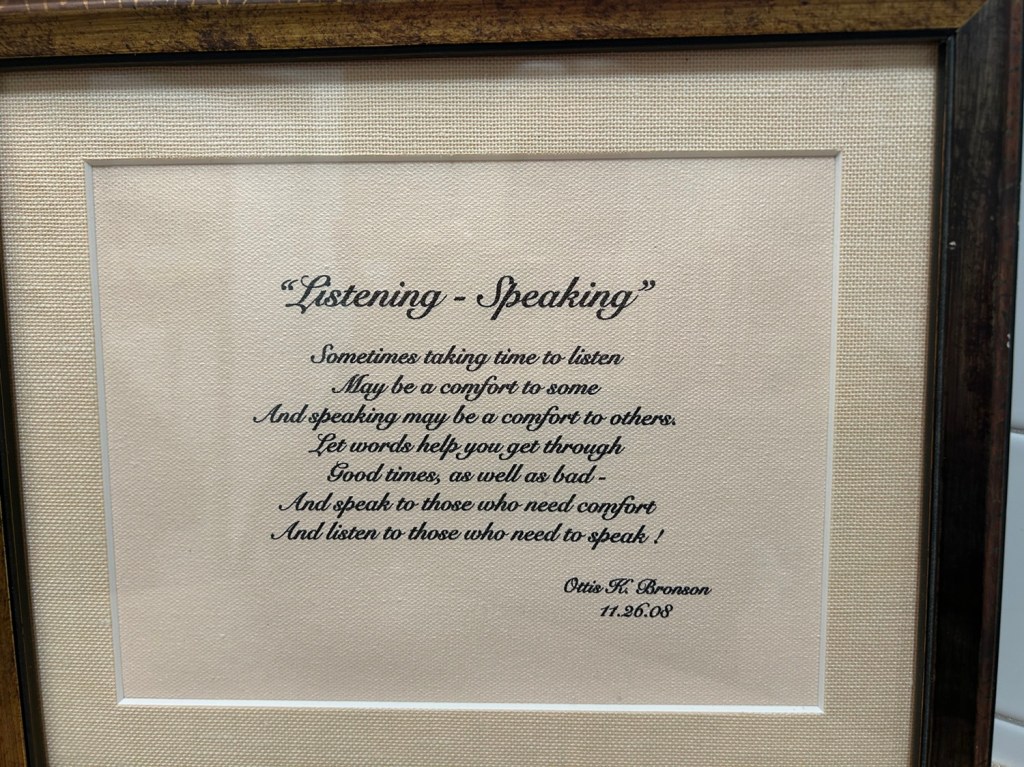 “Listening - Speaking”
Sometimes taking time to listen
May be a comfort to some
And speaking may be a comfort to others.
Let words help you get through
Good times, as well as bad -
And speak to those who need comfort
And listen to those who need to speak !
Ottis K. Bronson
11.26.08